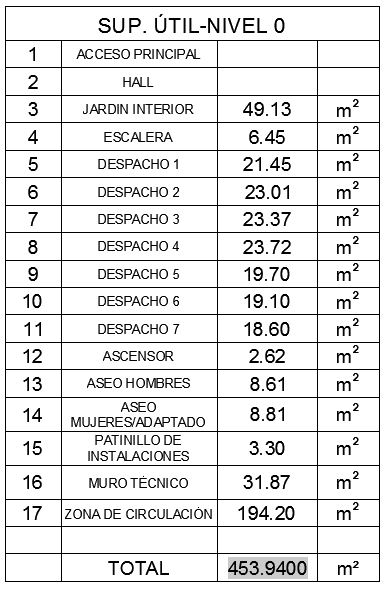 SUP. ÚTIL-NIVEL 0
1 ACCESO PRINCIPAL
2 HALL
3 JARDIN INTERIOR 49.13 m²
4 ESCALERA 6.45 m²
5 DESPACHO 1 21.45 m²
6 DESPACHO 2 23.01 m²
7 DESPACHO 3 23.37 m²
8 DESPACHO 4 23.72 m²
9 DESPACHO 5 19.70 m²
10 DESPACHO 6 19.10 m²
11 DESPACHO 7 18.60 m²
12 ASCENSOR 2.62 m²
13 ASEO HOMBRES 8.61 m²
14 ASEO
MUJERES/ADAPTADO 8.81 m²
15 PATINILLO DE
INSTALACIONES 3.30 m²
16 MURO TÉCNICO 31.87 m²
17 ZONA DE CIRCULACIÓN 194.20 m²
TOTAL 453.9400 m²